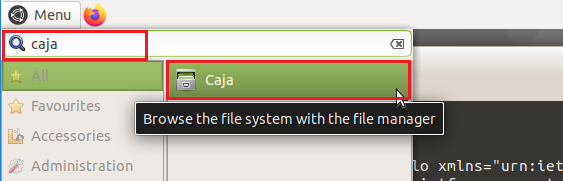 Menu
caja
All
Caja
Favourites
Browse the file system with the file manager
Accessories
Administration
lo xmlns="urn:iet